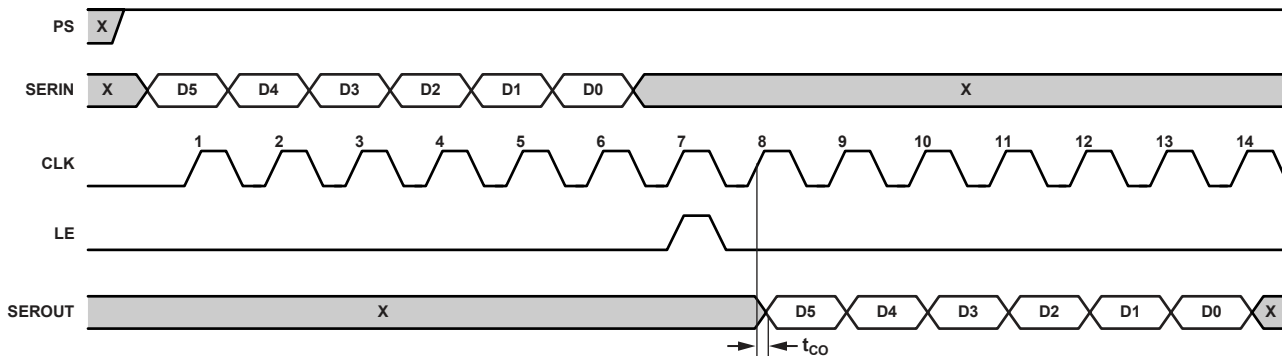 PS X
SERIN X D5 D4 D3 D2 D1 D0 X
CLK 1 2 3 4 5 6 7 8 9 10 11 12 13 14
LE
SEROUT X D5 D4 D3 D2 D1 D0 X
tCO